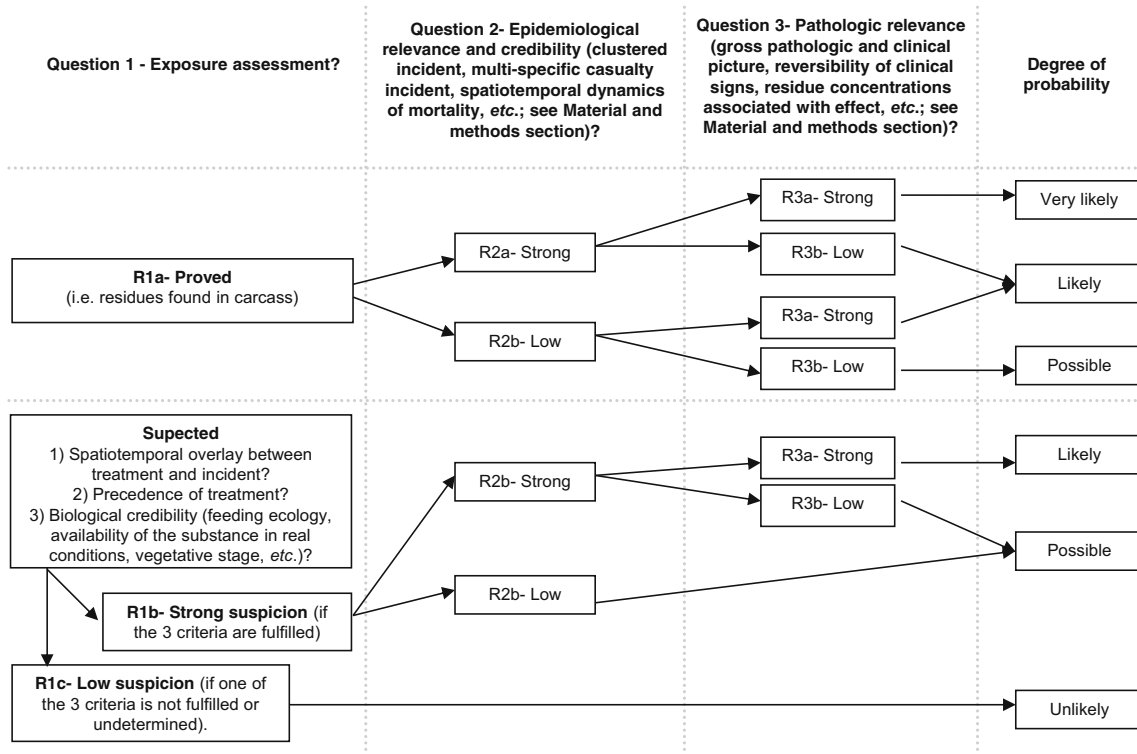 Question 1 - Exposure assessment?
Question 2- Epidemiological
relevance and credibility (clustered
incident, multi-specific casualty
incident, spatiotemporal dynamics
of mortality, etc.; see Material and
methods section)?
Question 3- Pathologic relevance
(gross pathologic and clinical
picture, reversibility of clinical
signs, residue concentrations
associated with effect, etc.; see
Material and methods section)?
Degree of
probability
R1a- Proved
(i.e. residues found in carcass)
R2a- Strong
R2b- Low
R3a- Strong
R3b- Low
R3a- Strong
R3b- Low
Very likely
Likely
Possible
Supected
1) Spatiotemporal overlay between
treatment and incident?
2) Precedence of treatment?
3) Biological credibility (feeding ecology,
availability of the substance in real
conditions, vegetative stage, etc.)?
R1b- Strong suspicion (if
the 3 criteria are fulfilled)
R1c- Low suspicion (if one of
the 3 criteria is not fulfilled or
undetermined).
R2b- Strong
R2b- Low
R3a- Strong
R3b- Low
Likely
Possible
Unlikely